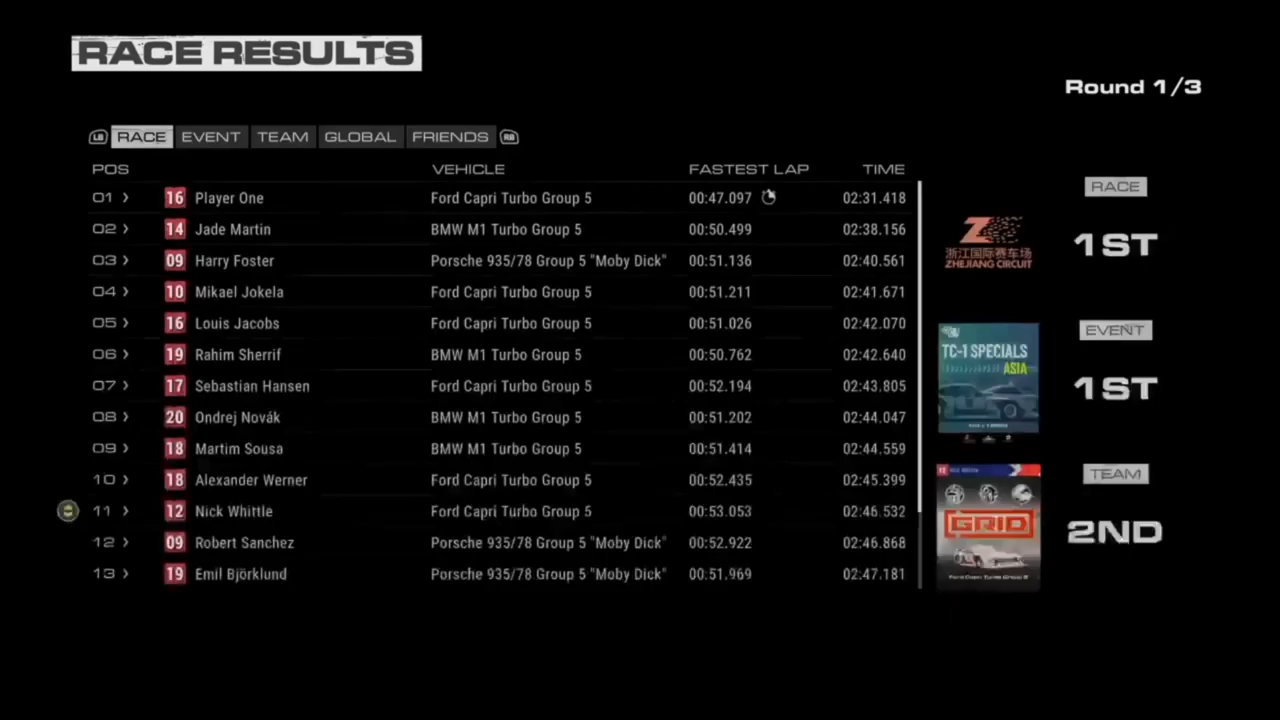 RACE RESULTS
Round 1/3
LB RACE EVENT TEAM GLOBAL FRIENDS RB
POS VEHICLE FASTEST LAP TIME
01 16 Player One Ford Capri Turbo Group 5 00:47.097 02:31.418
02 14 Jade Martin BMW M1 Turbo Group 5 00:50.499 02:38.156
03 09 Harry Foster Porsche 935/78 Group 5 "Moby Dick" 00:51.136 02:40.561
04 10 Mikael Jokela Ford Capri Turbo Group 5 00:51.211 02:41.671
05 16 Louis Jacobs Ford Capri Turbo Group 5 00:51.026 02:42.070
06 19 Rahim Sherrif BMW M1 Turbo Group 5 00:50.762 02:42.640
07 17 Sebastian Hansen Ford Capri Turbo Group 5 00:52.194 02:43.805
08 20 Ondrej Novák BMW M1 Turbo Group 5 00:51.202 02:44.047
09 18 Martim Sousa BMW M1 Turbo Group 5 00:51.414 02:44.559
10 18 Alexander Werner Ford Capri Turbo Group 5 00:52.435 02:45.399
11 12 Nick Whittle Ford Capri Turbo Group 5 00:53.053 02:46.532
12 09 Robert Sanchez Porsche 935/78 Group 5 "Moby Dick" 00:52.922 02:46.868
13 19 Emil Björklund Porsche 935/78 Group 5 "Moby Dick" 00:51.969 02:47.181
浙江国际赛车场
ZHEJIANG CIRCUIT
RACE
1ST
TC-1 SPECIALS
ASIA
EVENT
1ST
GRID
Ford Capri Turbo Group 5
TEAM
2ND